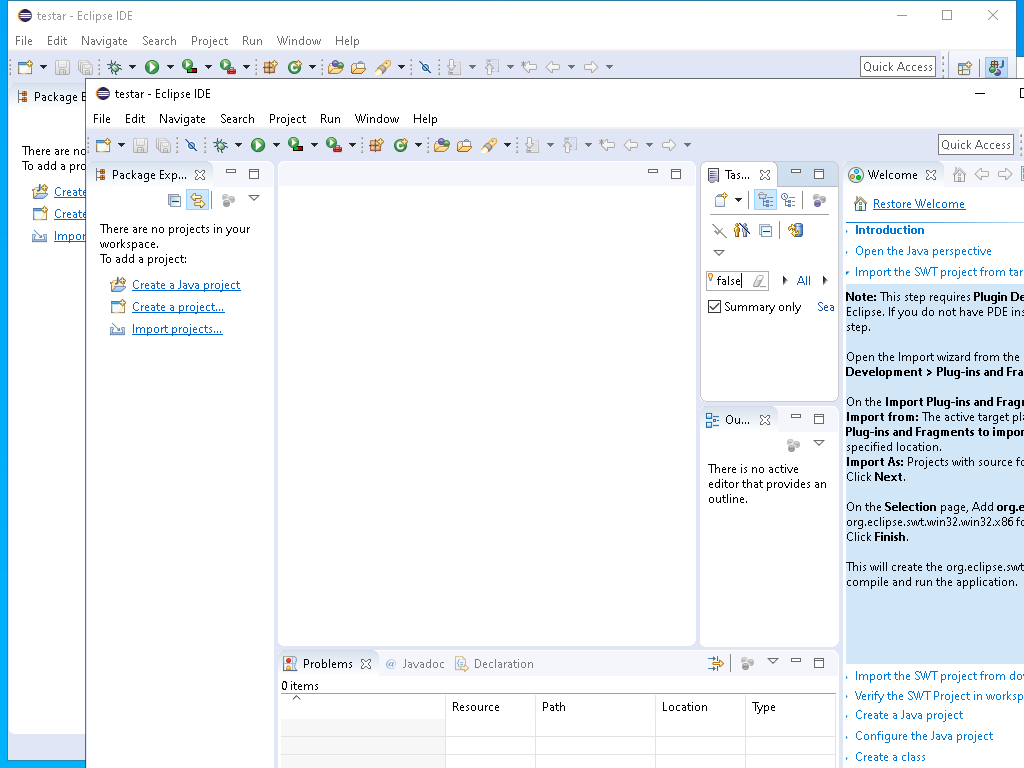 testar - Eclipse IDE
File Edit Navigate Search Project Run Window Help
Quick Access
Package E
There are no
To add a pro
Create
Create
Impor
testar - Eclipse IDE
File Edit Navigate Search Project Run Window Help
Quick Access
Package Exp...
There are no projects in your
workspace.
To add a project:
Create a Java project
Create a project...
Import projects...
Tas...
false All
Summary only Sea
Ou...
There is no active
editor that provides an
outline.
Welcome
Restore Welcome
Introduction
Open the Java perspective
Import the SWT project from tar
Note: This step requires Plugin De
Eclipse. If you do not have PDE ins
step.
Open the Import wizard from the
Development > Plug-ins and Fra
On the Import Plug-ins and Fragm
Import from: The active target pla
Plug-ins and Fragments to impor
specified location.
Import As: Projects with source fo
Click Next.
On the Selection page, Add org.e
org.eclipse.swt.win32.win32.x86 fo
Click Finish.
This will create the org.eclipse.swt
compile and run the application.
Import the SWT project from do
Verify the SWT Project in worksp
Create a Java project
Configure the Java project
Create a class
Problems @ Javadoc Declaration
0 items
Resource Path Location Type